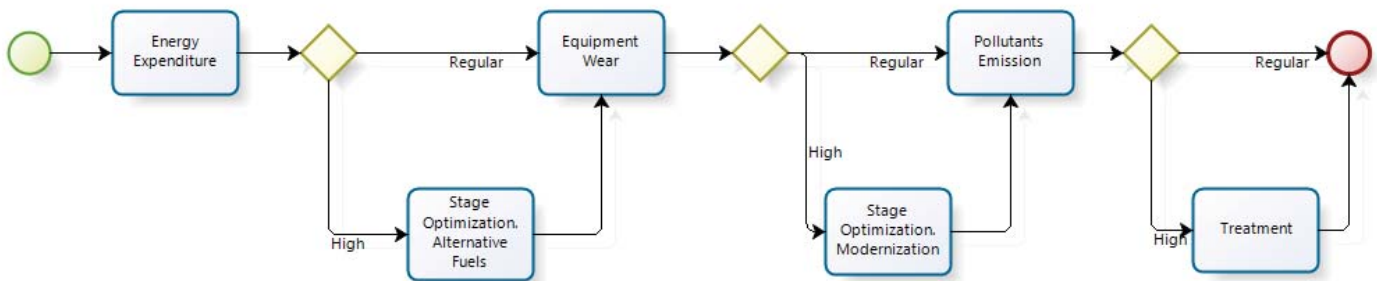 Energy
Expenditure
Regular
High
Stage
Optimization.
Alternative
Fuels
Equipment
Wear
Regular
High
Stage
Optimization.
Modernization
Pollutants
Emission
Regular
High
Treatment